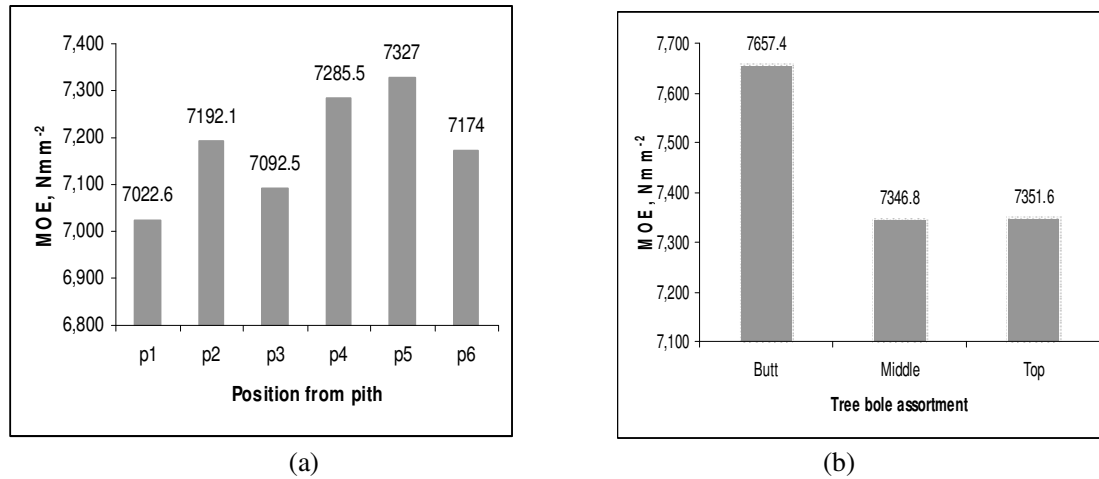 7,400
7,300
7,200
7,100
7,000
6,900
6,800
MOE, Nmm-2
7022.6
7192.1
7092.5
7285.5
7327
7174
p1 p2 p3 p4 p5 p6
Position from pith
(a)
7,700
7,600
7,500
7,400
7,300
7,200
7,100
MOE, Nmm-2
7657.4
7346.8
7351.6
Butt Middle Top
Tree bole assortment
(b)